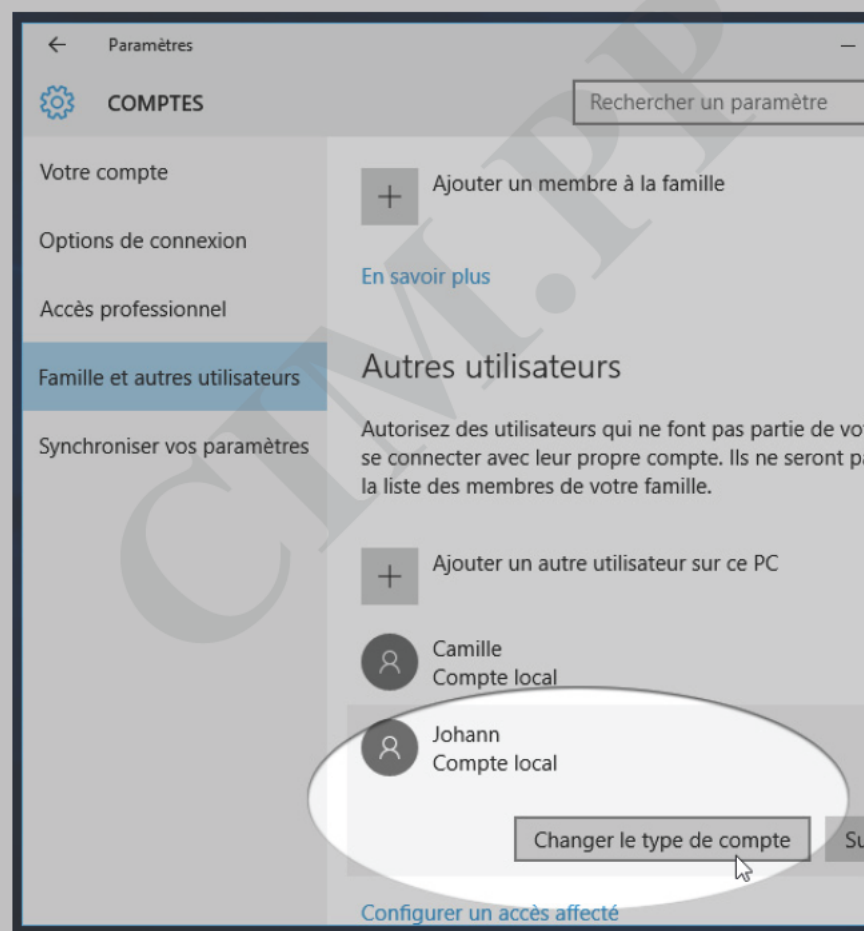 Paramètres
COMPTES
Rechercher un paramètre
Votre compte
Options de connexion
Accès professionnel
Famille et autres utilisateurs
Synchroniser vos paramètres
Ajouter un membre à la famille
En savoir plus
Autres utilisateurs
Autorisez des utilisateurs qui ne font pas partie de
se connecter avec leur propre compte. Ils ne seront
la liste des membres de votre famille.
Ajouter un autre utilisateur sur ce PC
Camille
Compte local
Johann
Compte local
Changer le type de compte
Configurer un accès affecté
CIM.PP